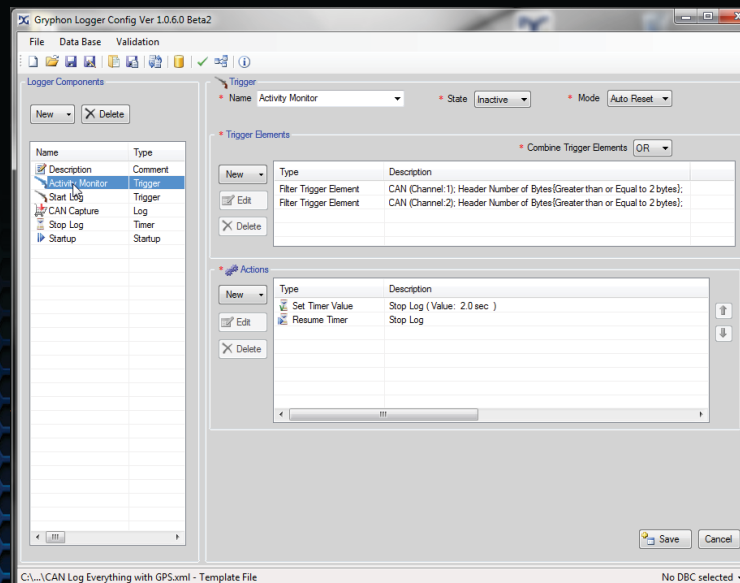 Gryphon Logger Config Ver 1.0.6.0 Beta2
File Data Base Validation
Logger Components
New Delete
Name Type
Description Comment
Activity Monitor Trigger
Start Log Trigger
CAN Capture Log
Stop Log Timer
Startup Startup
Trigger
* Name Activity Monitor * State Inactive * Mode Auto Reset
* Trigger Elements
* Combine Trigger Elements OR
New
Edit
Delete
Type Description
Filter Trigger Element CAN (Channel:1); Header Number of Bytes{Greater than or Equal to 2 bytes};
Filter Trigger Element CAN (Channel:2); Header Number of Bytes{Greater than or Equal to 2 bytes};
* Actions
New
Edit
Delete
Type Description
Set Timer Value Stop Log ( Value: 2.0 sec )
Resume Timer Stop Log
Save Cancel
C:\...\CAN Log Everything with GPS.xml - Template File No DBC selected